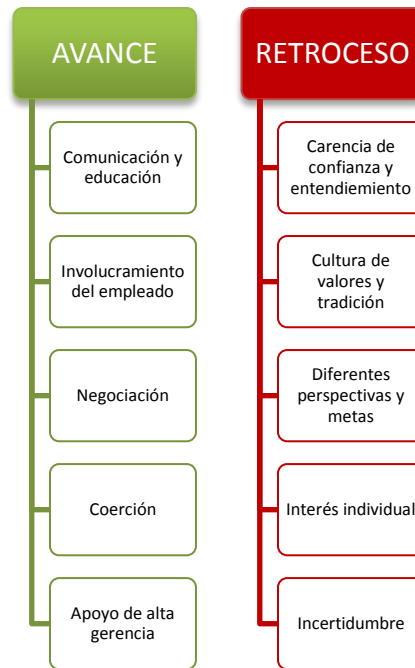 AVANCE
Comunicación y
educación
Involucramiento
del empleado
Negociación
Coerción
Apoyo de alta
gerencia
RETROCESO
Carencia de
confianza y
entendiemiento
Cultura de
valores y
tradición
Diferentes
perspectivas y
metas
Interés individual
Incertidumbre